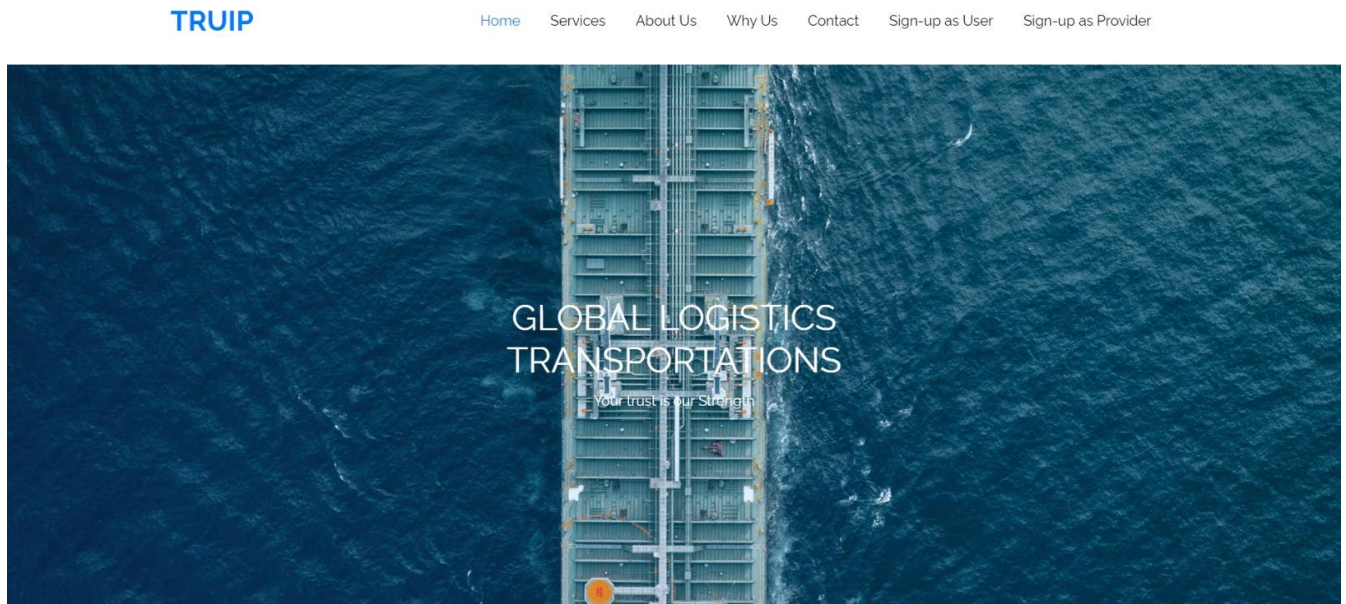 TRUIP
Home Services About Us Why Us Contact Sign-up as User Sign-up as Provider
GLOBAL LOGISTICS
TRANSPORTATIONS
Your trust is our Strength